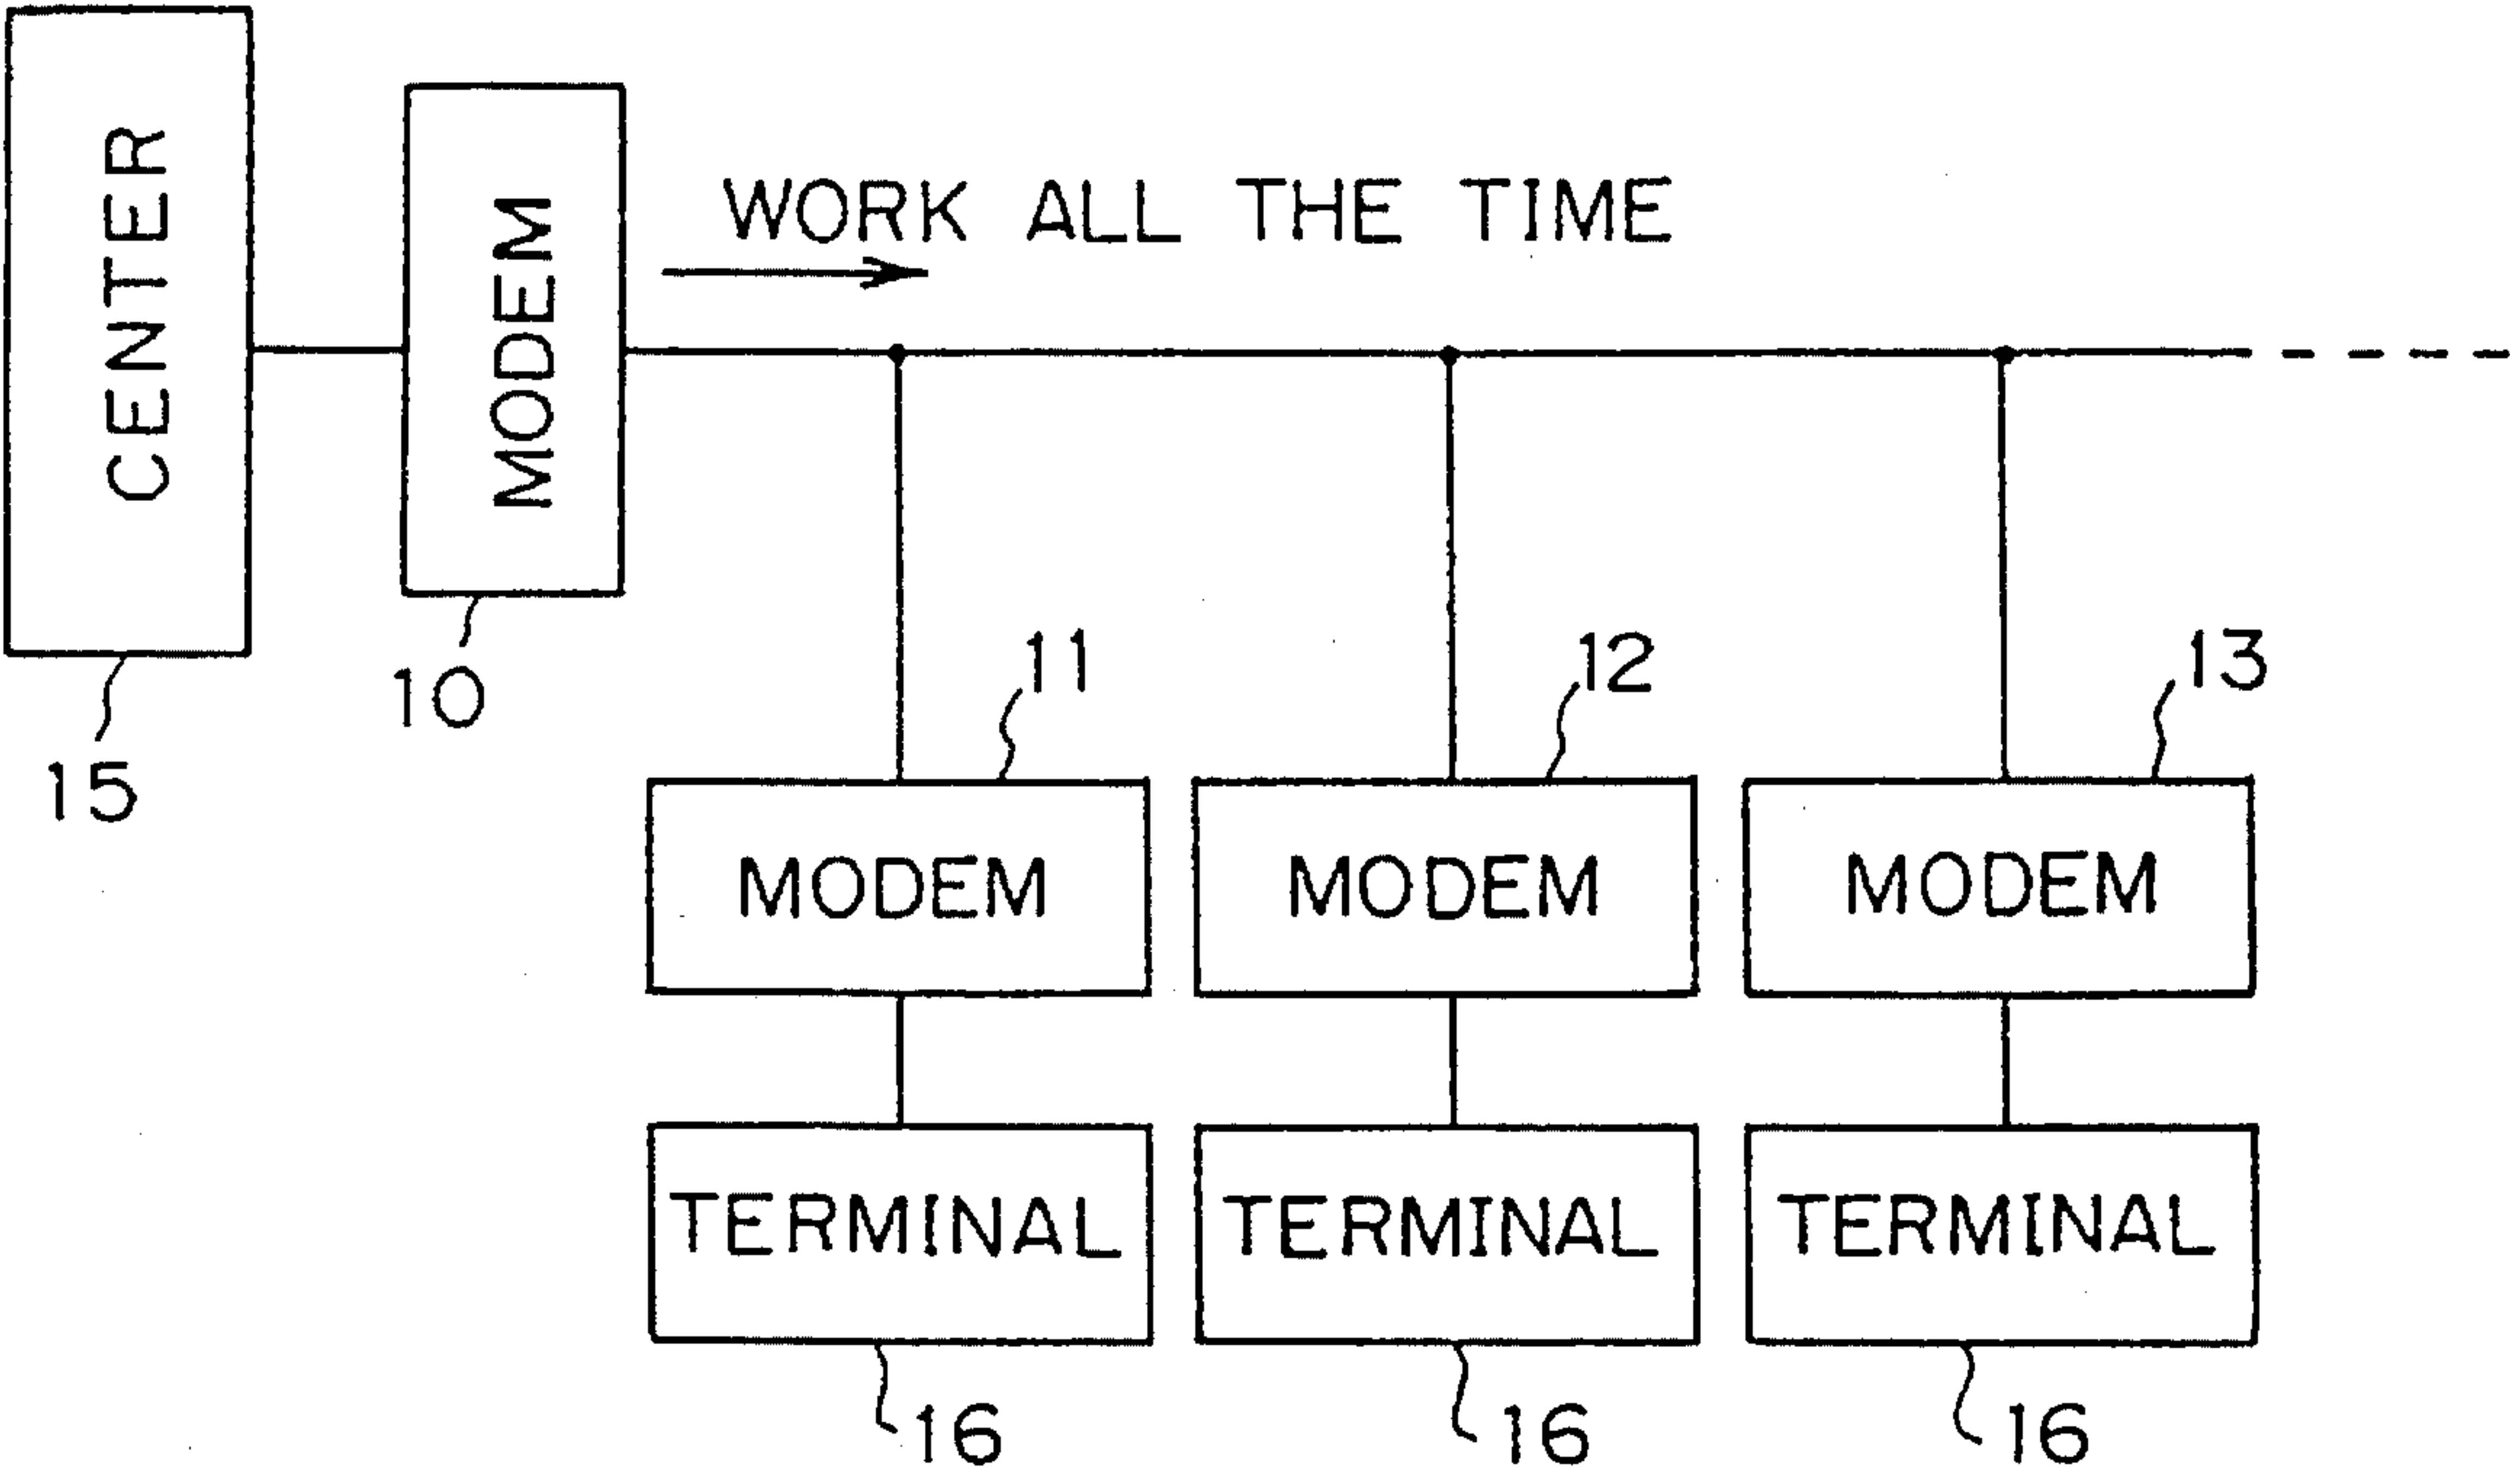 CENTER
MODEM
WORK ALL THE TIME
10
15
11
12
13
MODEM
MODEM
MODEM
TERMINAL
TERMINAL
TERMINAL
16
16
16